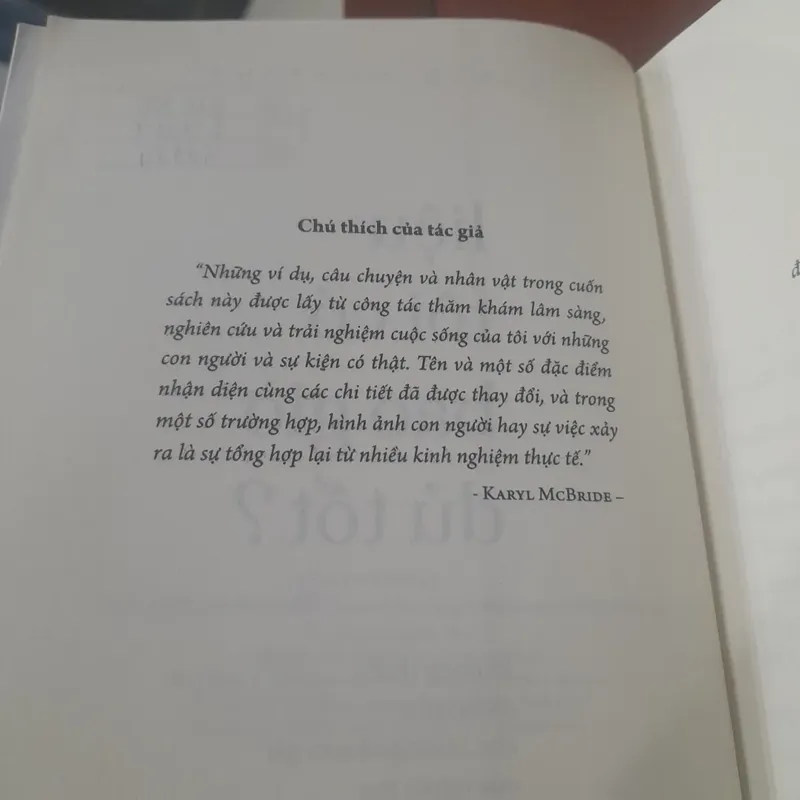 Chú thích của tác giả
“Những ví dụ, câu chuyện và nhân vật trong cuốn
sách này được lấy từ công tác thăm khám lâm sàng,
nghiên cứu và trải nghiệm cuộc sống của tôi với những
con người và sự kiện có thật. Tên và một số đặc điểm
nhận diện cùng các chi tiết đã được thay đổi, và trong
một số trường hợp, hình ảnh con người hay sự việc xảy
ra là sự tổng hợp lại từ nhiều kinh nghiệm thực tế.”
- KARYL MCBRIDE –
đủ tốt?